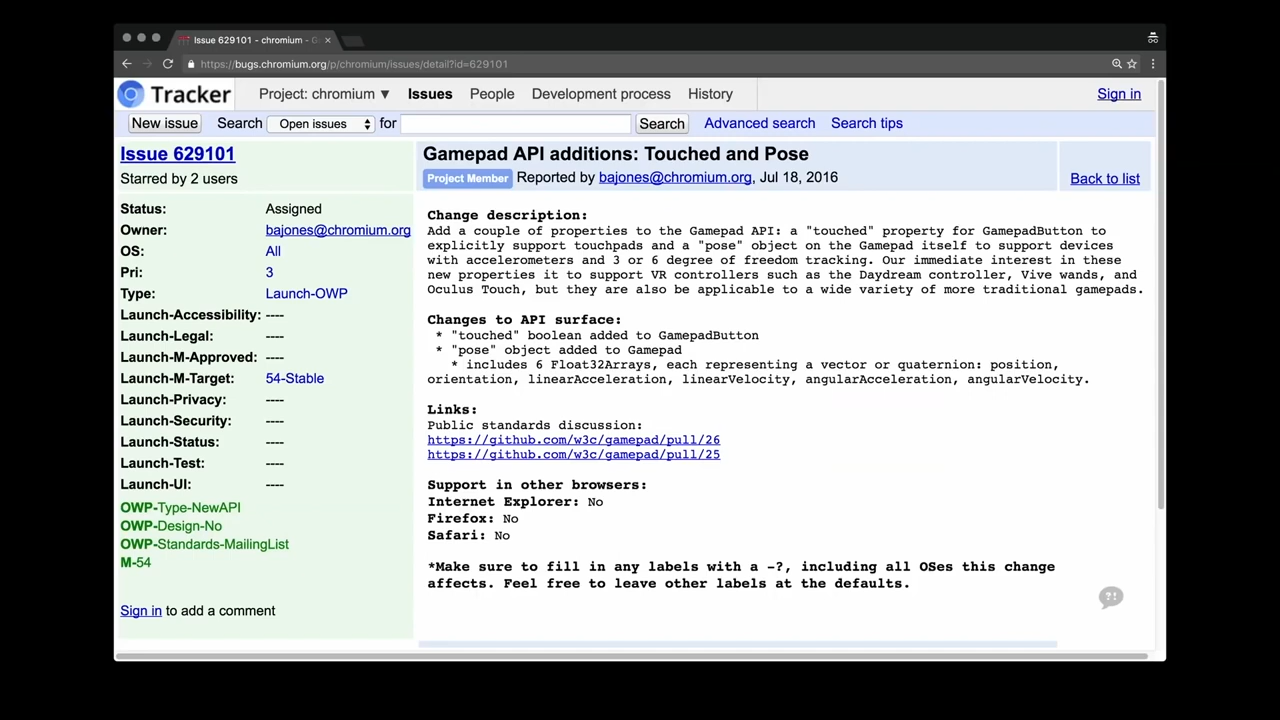 Issue 629101 - chromium - G
https://bugs.chromium.org/p/chromium/issues/detail?id=629101
Tracker Project: chromium ▼ Issues People Development process History Sign in
New issue Search Open issues for Search Advanced search Search tips
Issue 629101
Starred by 2 users
Status: Assigned
Owner: bajones@chromium.org
OS: All
Pri: 3
Type: Launch-OWP
Launch-Accessibility: ----
Launch-Legal: ----
Launch-M-Approved: ----
Launch-M-Target: 54-Stable
Launch-Privacy: ----
Launch-Security: ----
Launch-Status: ----
Launch-Test: ----
Launch-UI: ----
OWP-Type-NewAPI
OWP-Design-No
OWP-Standards-MailingList
M-54
Sign in to add a comment
Gamepad API additions: Touched and Pose
Project Member Reported by bajones@chromium.org, Jul 18, 2016
Back to list
Change description:
Add a couple of properties to the Gamepad API: a "touched" property for GamepadButton to
explicitly support touchpads and a "pose" object on the Gamepad itself to support devices
with accelerometers and 3 or 6 degree of freedom tracking. Our immediate interest in these
new properties it to support VR controllers such as the Daydream controller, Vive wands, and
Oculus Touch, but they are also be applicable to a wide variety of more traditional gamepads.
Changes to API surface:
* "touched" boolean added to GamepadButton
* "pose" object added to Gamepad
* includes 6 Float32Arrays, each representing a vector or quaternion: position,
orientation, linearAcceleration, linearVelocity, angularAcceleration, angularVelocity.
Links:
Public standards discussion:
https://github.com/w3c/gamepad/pull/26
https://github.com/w3c/gamepad/pull/25
Support in other browsers:
Internet Explorer: No
Firefox: No
Safari: No
*Make sure to fill in any labels with a -?, including all OSes this change
affects. Feel free to leave other labels at the defaults.
?!